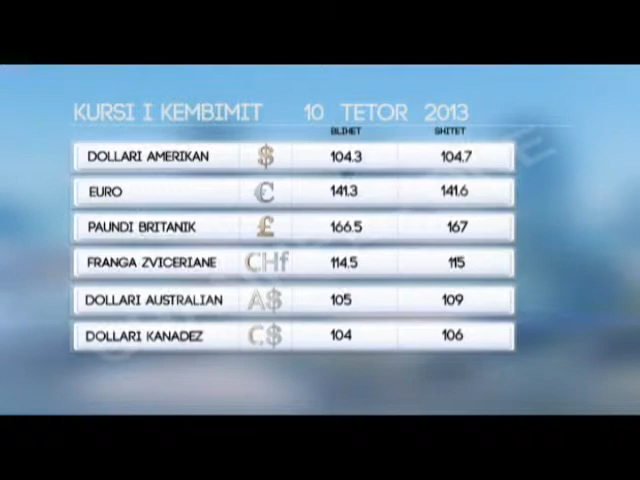 KURSI I KEMBIMIT 10 TETOR 2013
BLIHET SHITET
DOLLARI AMERIKAN $ 104.3 104.7
EURO € 141.3 141.6
PAUNDI BRITANIK £ 166.5 167
FRANGA ZVICERIANE CHf 114.5 115
DOLLARI AUSTRALIAN A$ 105 109
DOLLARI KANADEZ C$ 104 106